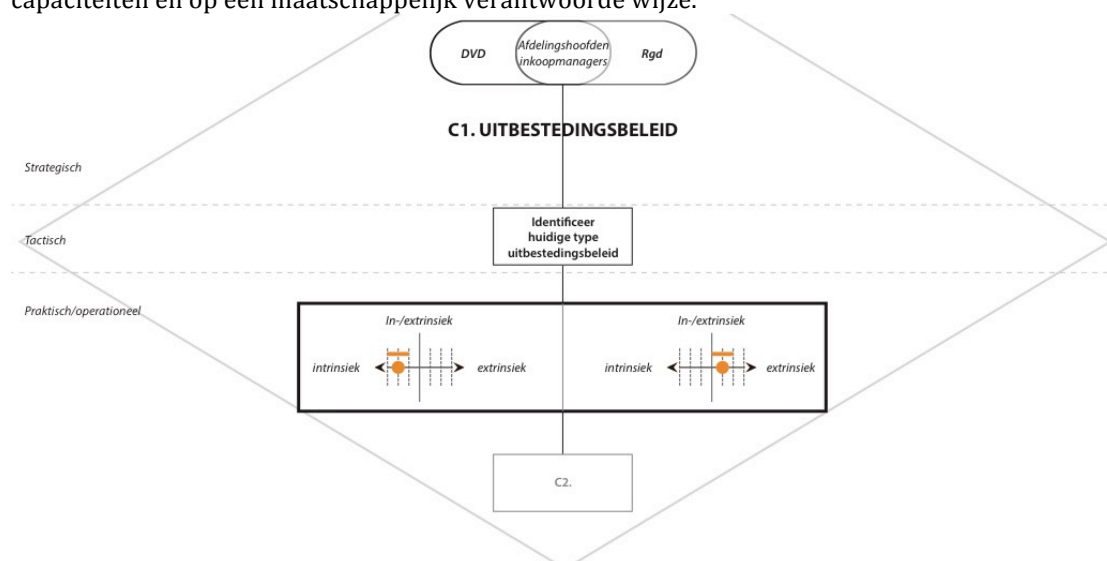 capaciteiten en op een maatschappelijk verantwoorde wijze.
DVD
Afdelingshoofden
inkoopmanagers
Rgd
C1. UITBESTEDINGSBELEID
Strategisch
Identificeer
huidige type
uitbestedingsbeleid
Tactisch
Praktisch/operationeel
In-/extrinsiek
intrinsiek
extrinsiek
In-/extrinsiek
intrinsiek
extrinsiek
C2.